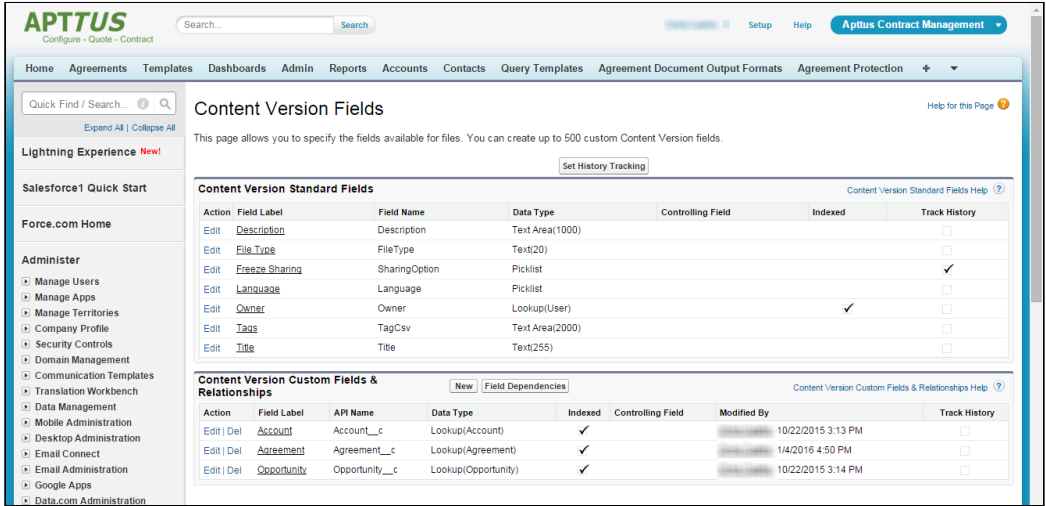 APTTUS
Configure - Quote - Contract
Search...
Search
Setup
Help
Apttus Contract Management
Home Agreements Templates Dashboards Admin Reports Accounts Contacts Query Templates Agreement Document Output Formats Agreement Protection +
Quick Find / Search...
Expand All | Collapse All
Lightning Experience New!
Salesforce1 Quick Start
Force.com Home
Administer
Manage Users
Manage Apps
Manage Territories
Company Profile
Security Controls
Domain Management
Communication Templates
Translation Workbench
Data Management
Mobile Administration
Desktop Administration
Email Connect
Email Administration
Google Apps
Data.com Administration
Content Version Fields
Help for this Page ?
This page allows you to specify the fields available for files. You can create up to 500 custom Content Version fields.
Set History Tracking
Content Version Standard Fields
Content Version Standard Fields Help ?
Action Field Label Field Name Data Type Controlling Field Indexed Track History
Edit Description Description Text Area(1000)
Edit File Type FileType Text(20)
Edit Freeze Sharing SharingOption Picklist ✓
Edit Language Language Picklist
Edit Owner Owner Lookup(User) ✓
Edit Tags TagCsv Text Area(2000)
Edit Title Title Text(255)
Content Version Custom Fields &
Relationships
New
Field Dependencies
Content Version Custom Fields & Relationships Help ?
Action Field Label API Name Data Type Indexed Controlling Field Modified By Track History
Edit | Del Account Account__c Lookup(Account) ✓ 10/22/2015 3:13 PM
Edit | Del Agreement Agreement__c Lookup(Agreement) ✓ 1/4/2016 4:50 PM
Edit | Del Opportunity Opportunity__c Lookup(Opportunity) ✓ 10/22/2015 3:14 PM